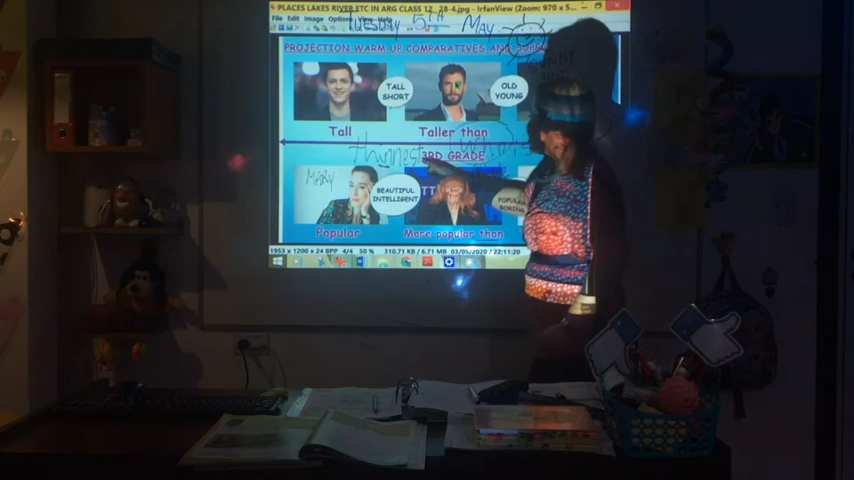 PLACES LAKES RIVER ETC IN ARG CLASS 12_ 28-4.jpg - IrfanView (Zoom: 970 x 5...
File Edit Image Options View Help
TUESDAY 5TH MAY
PROJECTION WARM UP COMPARATIVES AND
TALL
SHORT
OLD
YOUNG
Tall
Taller than
thinnest
3RD GRADE
MARY
BEAUTIFUL
INTELLIGENT
POPULAR
BORING
Popular
More popular than
1953 x 1200 x 24 BPP 4/4 50 % 310.71 KB / 6.71 MB 03/05/2020 / 22:11:20